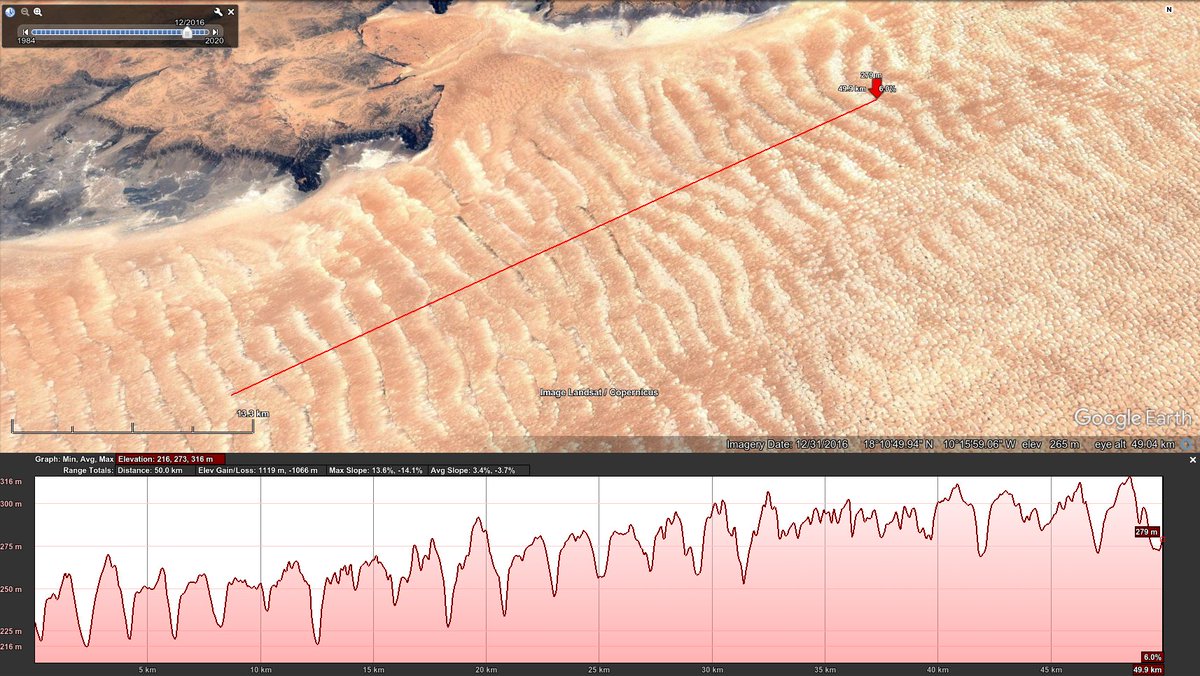 12/2016
1984
2020
N
279 m
49.9 km
6.0%
13.3 km
Image Landsat / Copernicus
Google Earth
Imagery Date: 12/31/2016 18°10'49.94" N 10°15'59.06" W elev 265 m eye alt 49.04 km
Graph: Min, Avg, Max Elevation: 216, 273, 316 m
Range Totals: Distance: 50.0 km Elev Gain/Loss: 1119 m, -1066 m Max Slope: 13.6%, -14.1% Avg Slope: 3.4%, -3.7%
316 m
300 m
275 m
250 m
225 m
216 m
279 m
6.0%
5 km 10 km 15 km 20 km 25 km 30 km 35 km 40 km 45 km 49.9 km